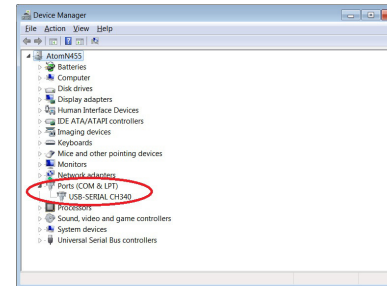 Device Manager
File Action View Help
AtomN455
Batteries
Computer
Disk drives
Display adapters
Human Interface Devices
IDE ATA/ATAPI controllers
Imaging devices
Keyboards
Mice and other pointing devices
Monitors
Network adapters
Ports (COM & LPT)
USB-SERIAL CH340
Processors
Sound, video and game controllers
System devices
Universal Serial Bus controllers